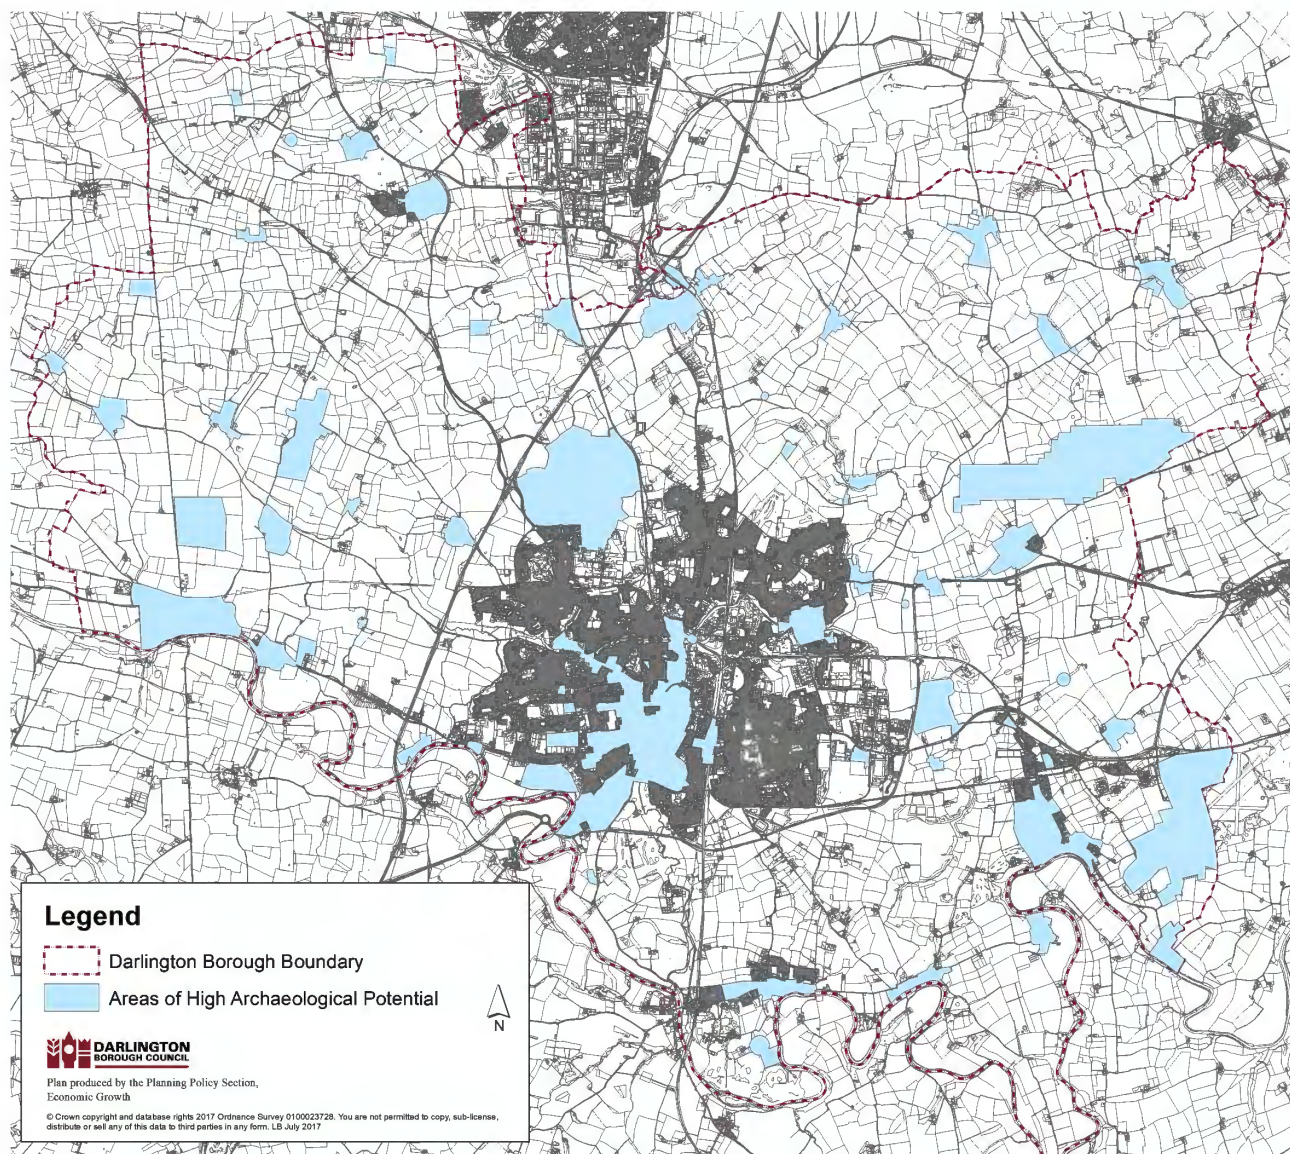 Legend
Darlington Borough Boundary
Areas of High Archaeological Potential
N
DARLINGTON
BOROUGH COUNCIL
Plan produced by the Planning Policy Section,
Economic Growth
© Crown copyright and database rights 2017 Ordnance Survey 0100023728. You are not permitted to copy, sub-license,
distribute or sell any of this data to third parties in any form. LB July 2017